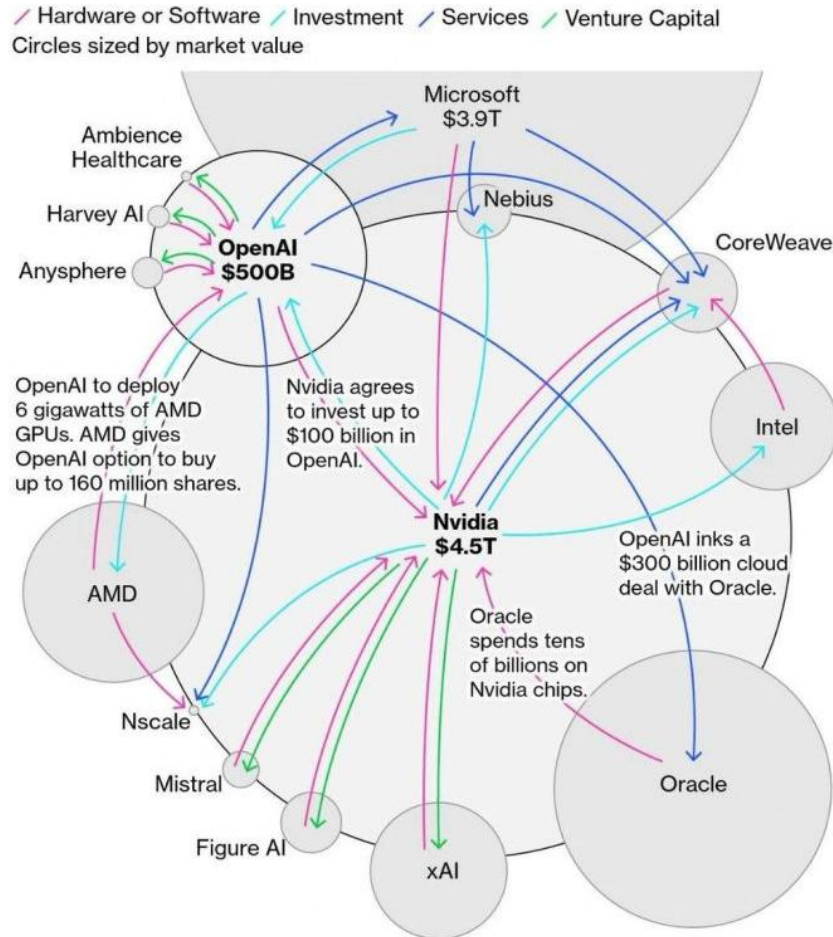 Hardware or Software
Investment
Services
Venture Capital
Circles sized by market value
Microsoft
$3.9T
Ambience
Healthcare
Harvey AI
Anysphere
OpenAI
$500B
Nebius
CoreWeave
OpenAI to deploy
6 gigawatts of AMD
GPUs. AMD gives
OpenAI option to buy
up to 160 million shares.
Nvidia agrees
to invest up to
$100 billion in
OpenAI.
Intel
Nvidia
$4.5T
OpenAI inks a
$300 billion cloud
deal with Oracle.
AMD
Oracle
spends tens
of billions on
Nvidia chips.
Nscale
Mistral
Figure AI
xAI
Oracle